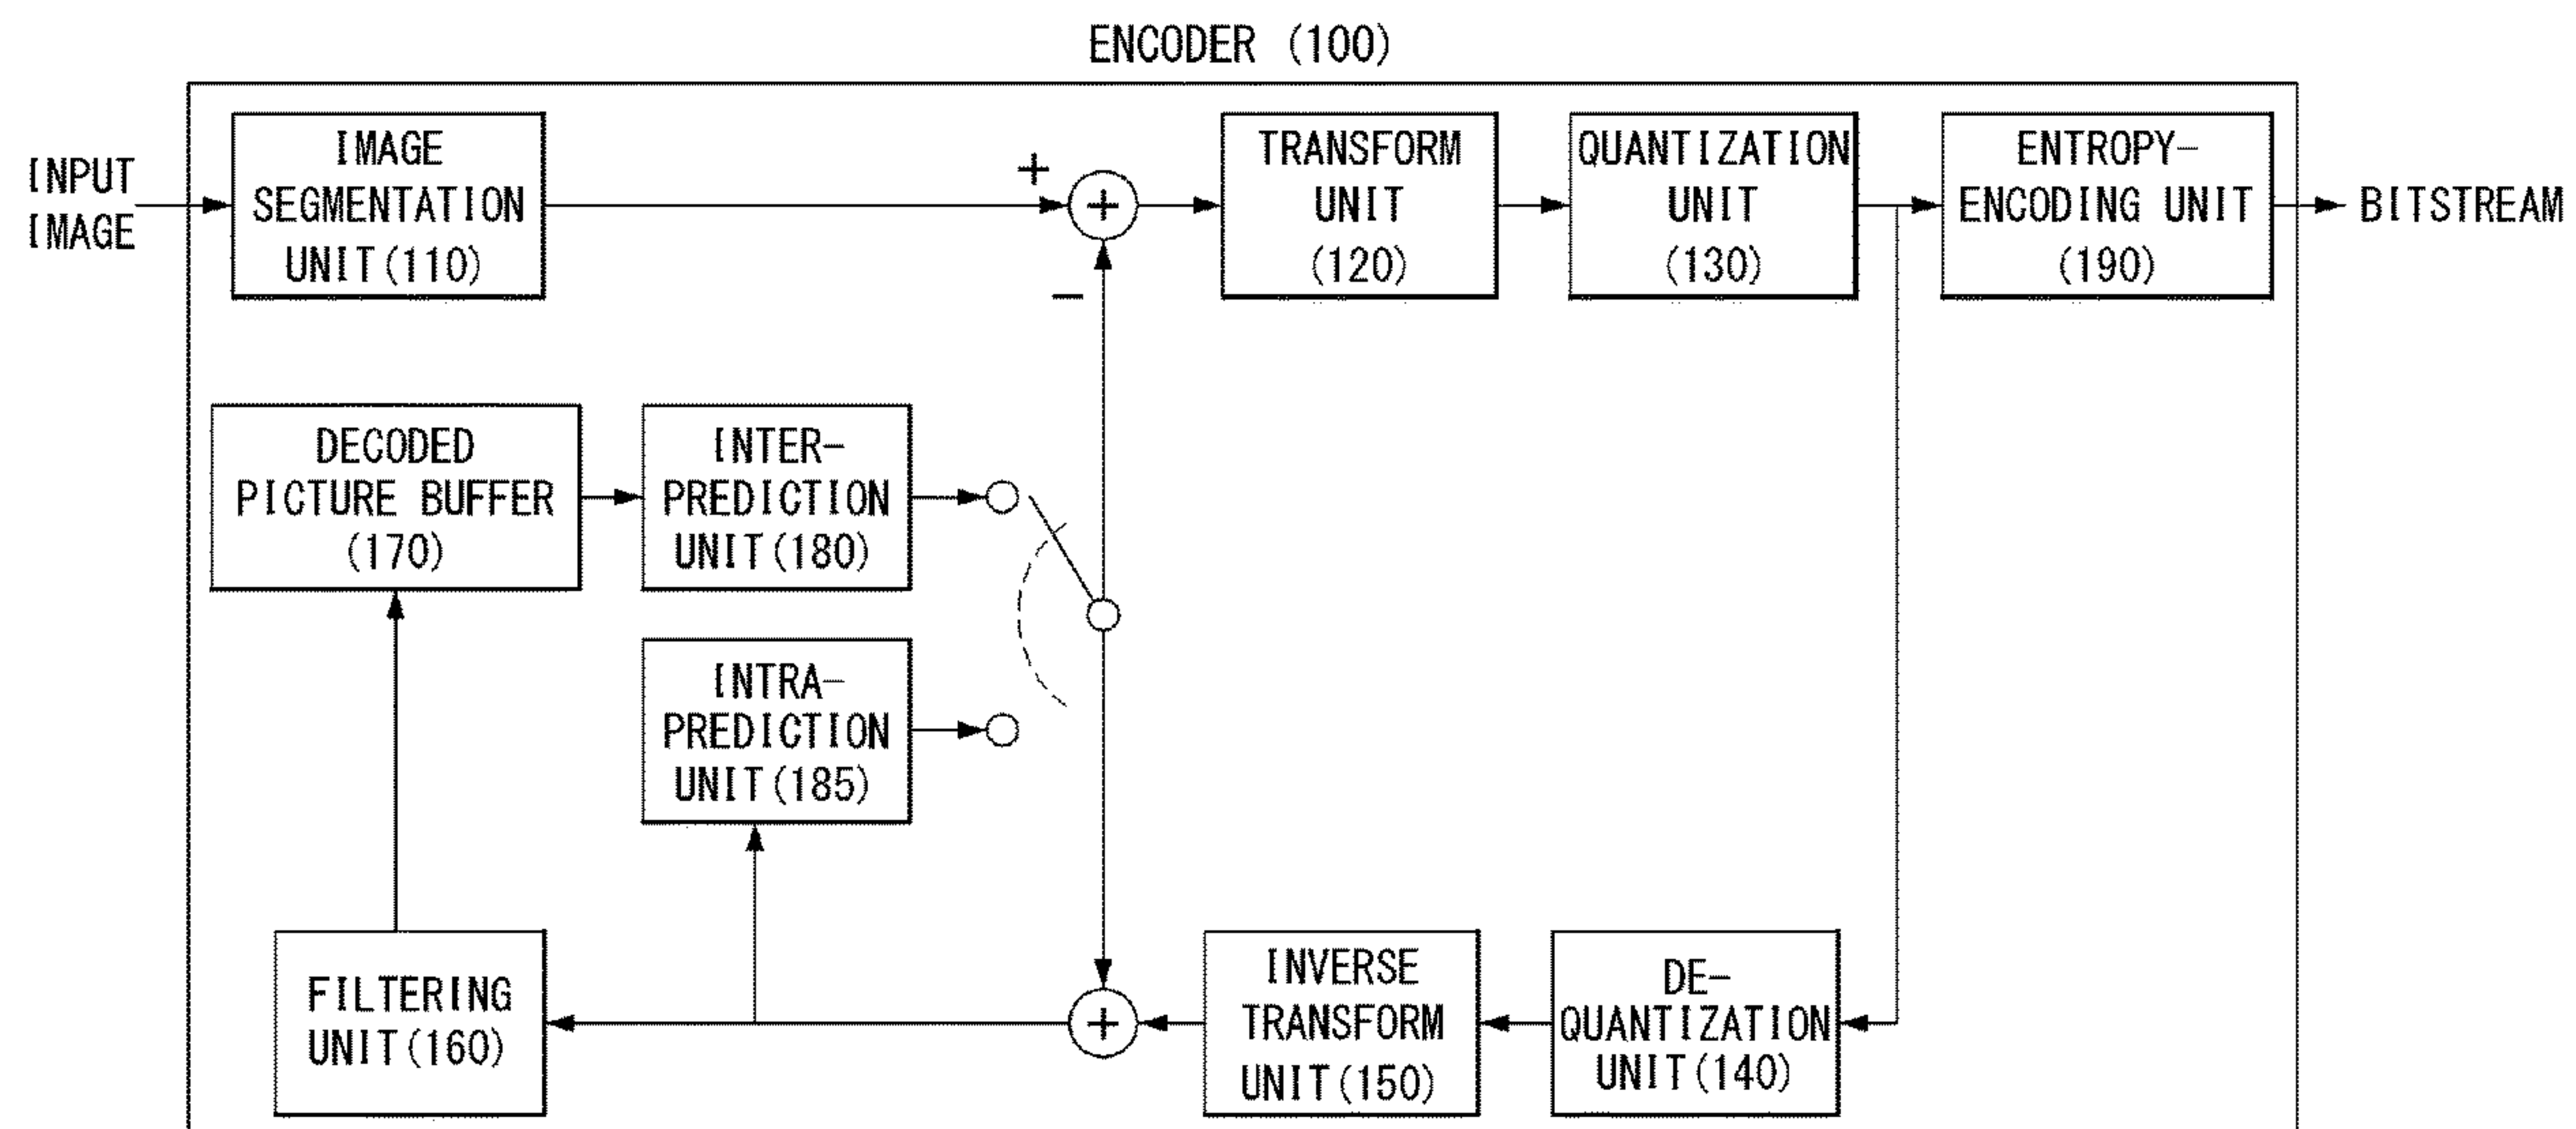 ENCODER (100)
INPUT
IMAGE
IMAGE
SEGMENTATION
UNIT(110)
+
+
−
TRANSFORM
UNIT
(120)
QUANTIZATION
UNIT
(130)
ENTROPY-
ENCODING UNIT
(190)
BITSTREAM
DECODED
PICTURE BUFFER
(170)
INTER-
PREDICTION
UNIT(180)
INTRA-
PREDICTION
UNIT(185)
FILTERING
UNIT(160)
+
INVERSE
TRANSFORM
UNIT(150)
DE-
QUANTIZATION
UNIT(140)